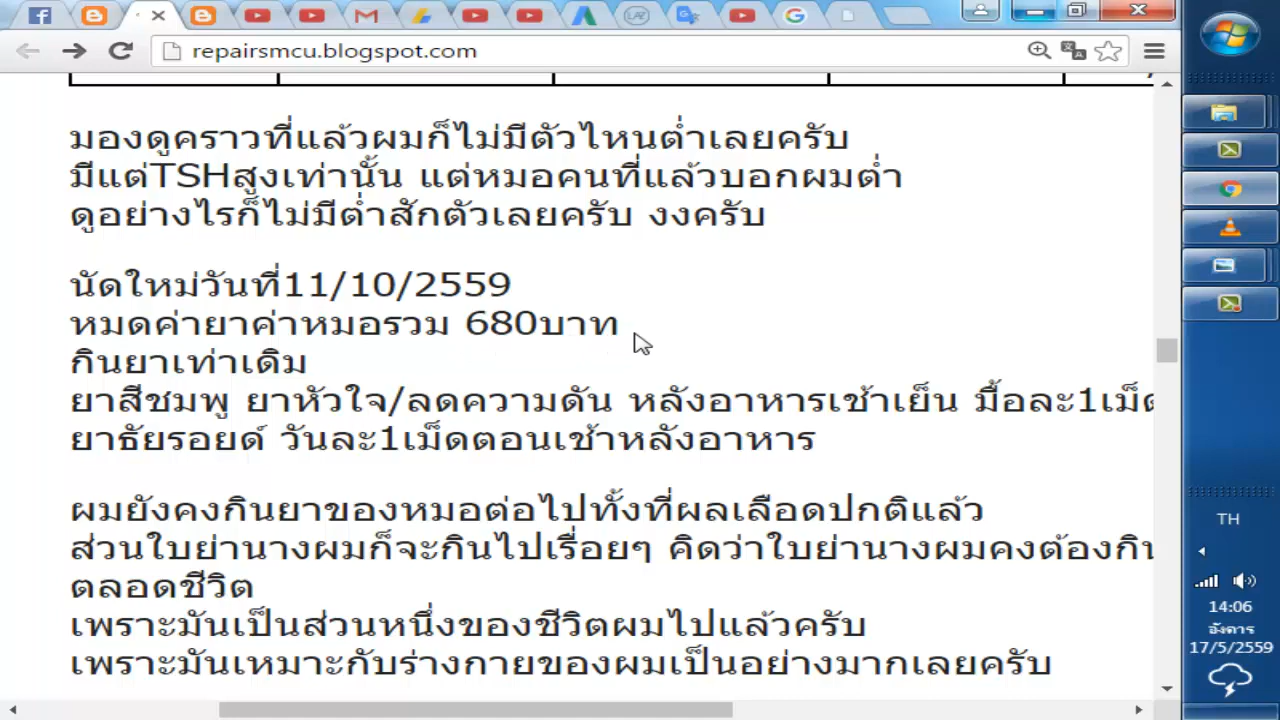 repairsmcu.blogspot.com
มองดูคราวที่แล้วผมก็ไม่มีตัวไหนต่ำเลยครับ
มีแต่TSHสูงเท่านั้น แต่หมอคนที่แล้วบอกผมต่ำ
ดูอย่างไรก็ไม่มีต่ำสักตัวเลยครับ งงครับ
นัดใหม่วันที่11/10/2559
หมดค่ายาค่าหมอรวม 680บาท
กินยาเท่าเดิม
ยาสีชมพู ยาหัวใจ/ลดความดัน หลังอาหารเช้าเย็น มื้อละ1เม็ด
ยาธัยรอยด์ วันละ1เม็ดตอนเช้าหลังอาหาร
ผมยังคงกินยาของหมอต่อไปทั้งที่ผลเลือดปกติแล้ว
ส่วนใบย่านางผมก็จะกินไปเรื่อยๆ คิดว่าใบย่านางผมคงต้องกิน
ตลอดชีวิต
เพราะมันเป็นส่วนหนึ่งของชีวิตผมไปแล้วครับ
เพราะมันเหมาะกับร่างกายของผมเป็นอย่างมากเลยครับ
TH
14:06
อังคาร
17/5/2559